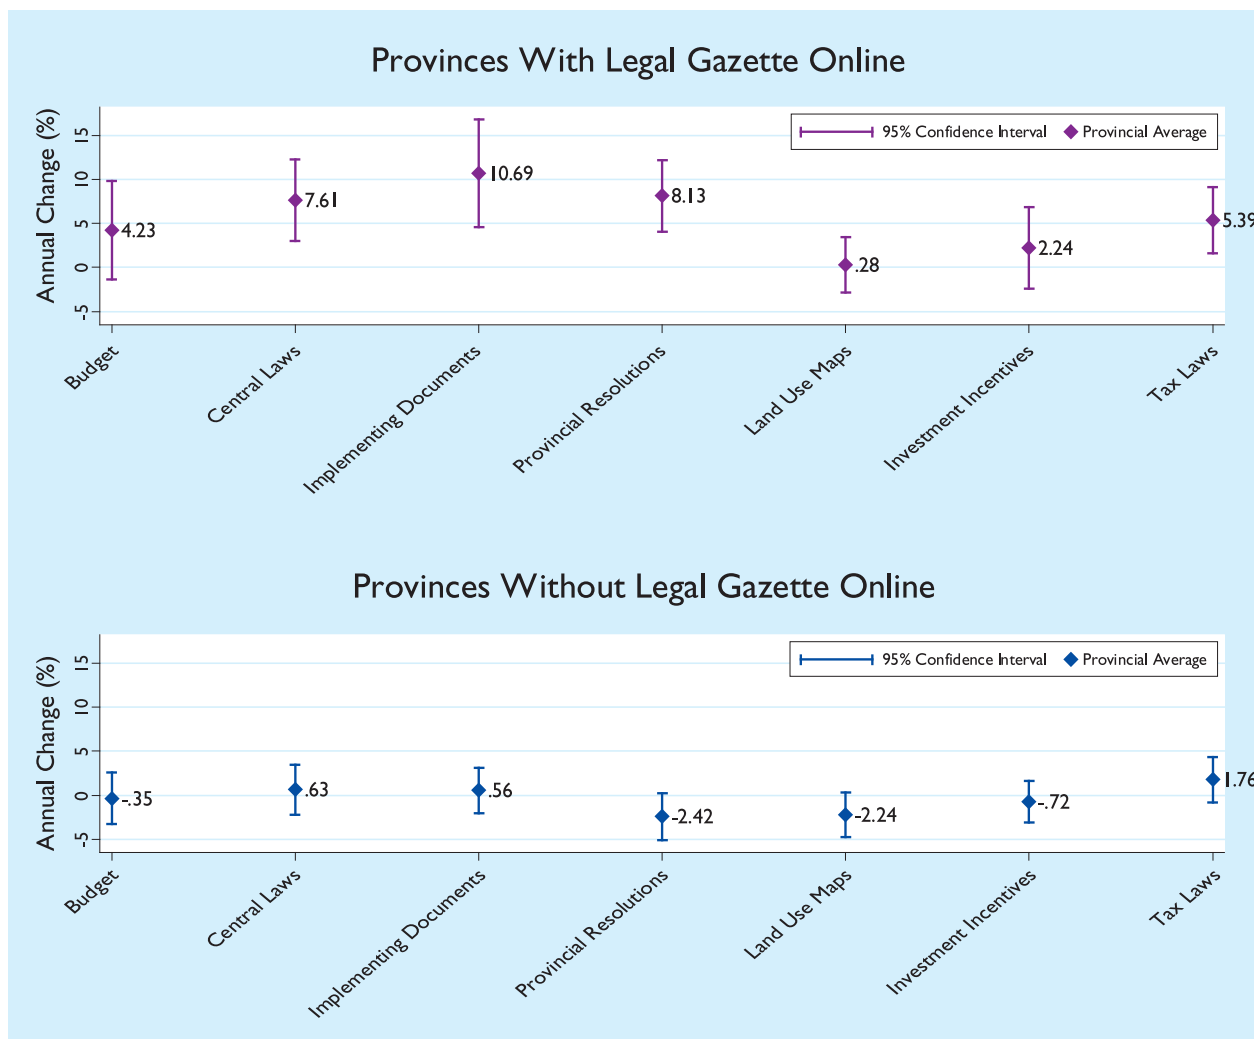 Provinces With Legal Gazette Online
Annual Change (%)
15
10
5
0
-5
95% Confidence Interval
Provincial Average
4.23
7.61
10.69
8.13
.28
2.24
5.39
Budget
Central Laws
Implementing Documents
Provincial Resolutions
Land Use Maps
Investment Incentives
Tax Laws
Provinces Without Legal Gazette Online
Annual Change (%)
15
10
5
0
-5
95% Confidence Interval
Provincial Average
-.35
.63
.56
-2.42
-2.24
-.72
1.76
Budget
Central Laws
Implementing Documents
Provincial Resolutions
Land Use Maps
Investment Incentives
Tax Laws